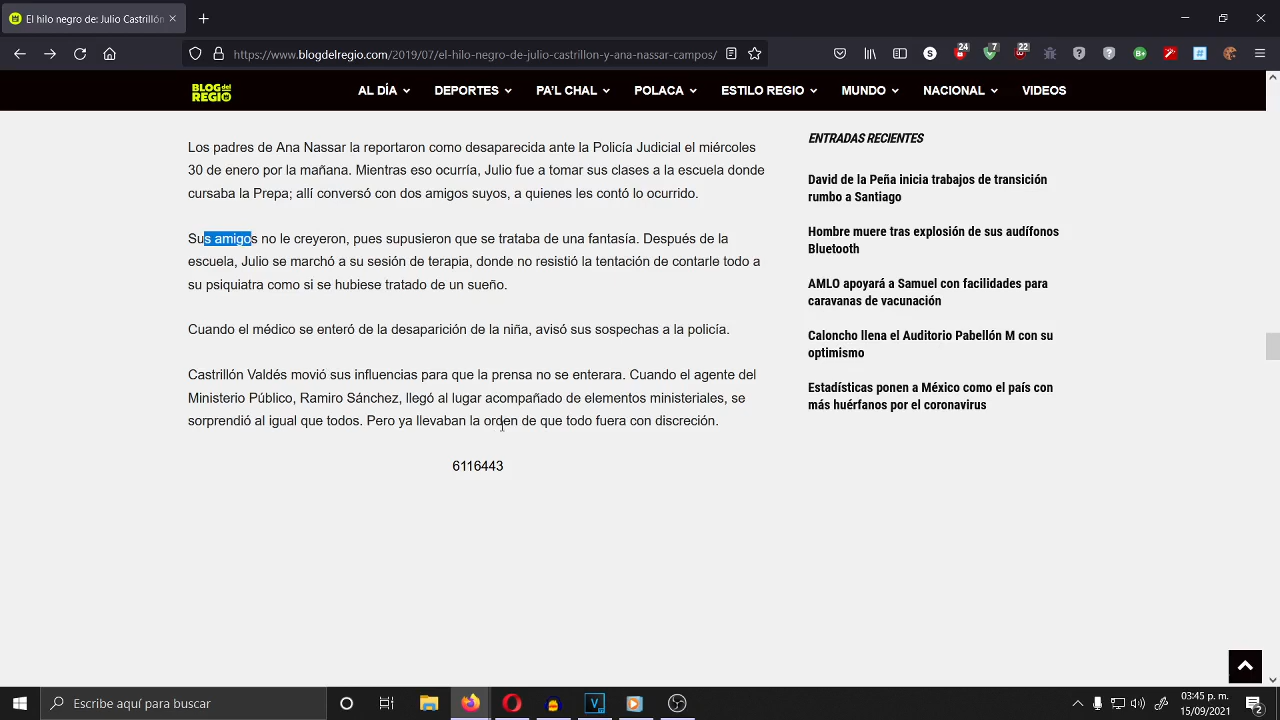 El hilo negro de: Julio Castrillón
https://www.blogdelregio.com/2019/07/el-hilo-negro-de-julio-castrillon-y-ana-nassar-campos/
S
24
7
22
B+
#
BLOG del REGIO
AL DÍA
DEPORTES
PA'L CHAL
POLACA
ESTILO REGIO
MUNDO
NACIONAL
VIDEOS
Los padres de Ana Nassar la reportaron como desaparecida ante la Policía Judicial el miércoles
30 de enero por la mañana. Mientras eso ocurría, Julio fue a tomar sus clases a la escuela donde
cursaba la Prepa; allí conversó con dos amigos suyos, a quienes les contó lo ocurrido.
Sus amigos no le creyeron, pues supusieron que se trataba de una fantasía. Después de la
escuela, Julio se marchó a su sesión de terapia, donde no resistió la tentación de contarle todo a
su psiquiatra como si se hubiese tratado de un sueño.
Cuando el médico se enteró de la desaparición de la niña, avisó sus sospechas a la policía.
Castrillón Valdés movió sus influencias para que la prensa no se enterara. Cuando el agente del
Ministerio Público, Ramiro Sánchez, llegó al lugar acompañado de elementos ministeriales, se
sorprendió al igual que todos. Pero ya llevaban la orden de que todo fuera con discreción.
6116443
ENTRADAS RECIENTES
David de la Peña inicia trabajos de transición
rumbo a Santiago
Hombre muere tras explosión de sus audífonos
Bluetooth
AMLO apoyará a Samuel con facilidades para
caravanas de vacunación
Caloncho llena el Auditorio Pabellón M con su
optimismo
Estadísticas ponen a México como el país con
más huérfanos por el coronavirus
Escribe aquí para buscar
V
03:45 p. m.
15/09/2021
2